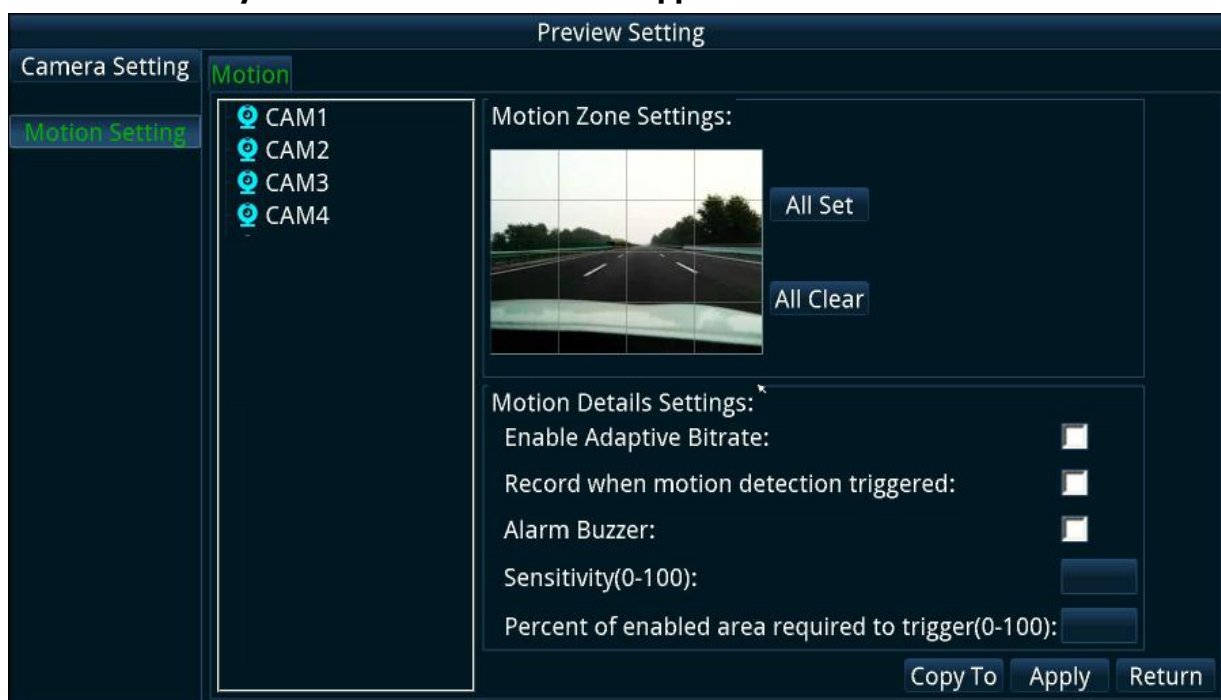 Preview Setting
Camera Setting
Motion
Motion Setting
CAM1
CAM2
CAM3
CAM4
Motion Zone Settings:
All Set
All Clear
Motion Details Settings:
Enable Adaptive Bitrate:
Record when motion detection triggered:
Alarm Buzzer:
Sensitivity(0-100):
Percent of enabled area required to trigger(0-100):
Copy To Apply Return